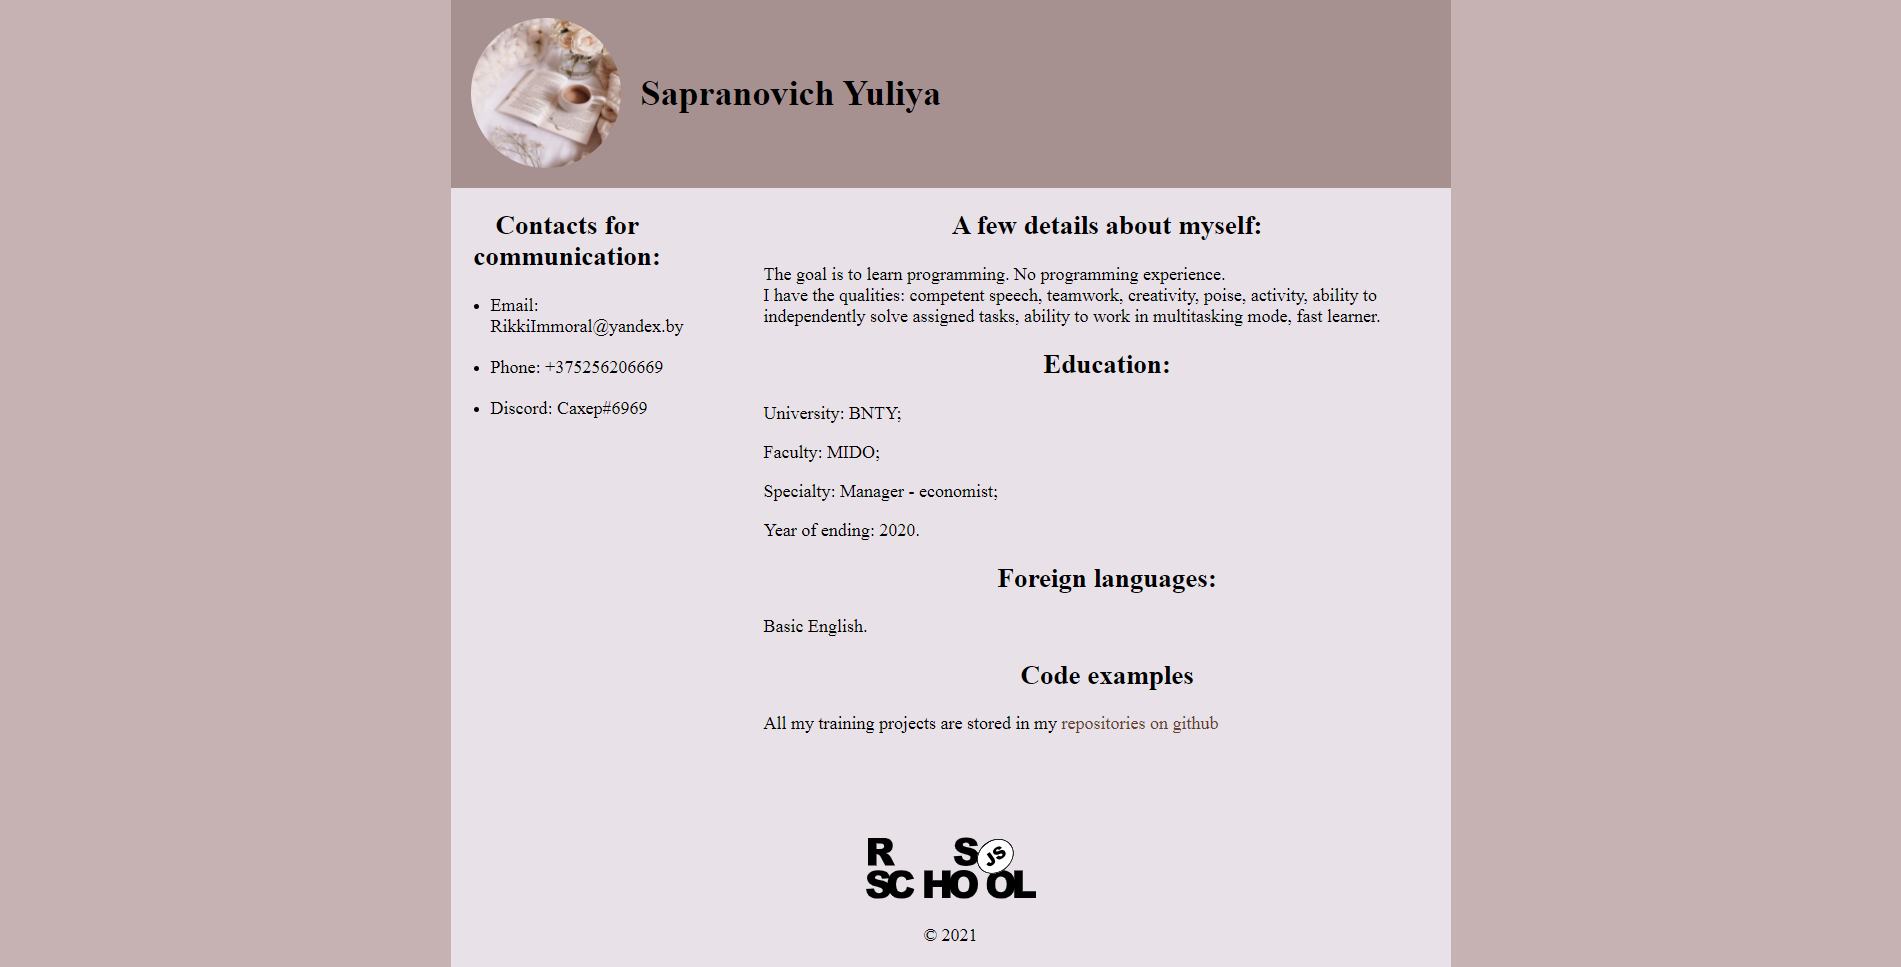 Sapranovich Yuliya
Contacts for
communication:
Email:
RikkiImmoral@yandex.by
Phone: +375256206669
Discord: Caxep#6969
A few details about myself:
The goal is to learn programming. No programming experience.
I have the qualities: competent speech, teamwork, creativity, poise, activity, ability to
independently solve assigned tasks, ability to work in multitasking mode, fast learner.
Education:
University: BNTY;
Faculty: MIDO;
Specialty: Manager - economist;
Year of ending: 2020.
Foreign languages:
Basic English.
Code examples
All my training projects are stored in my repositories on github
R S JS
SCHOOL
© 2021